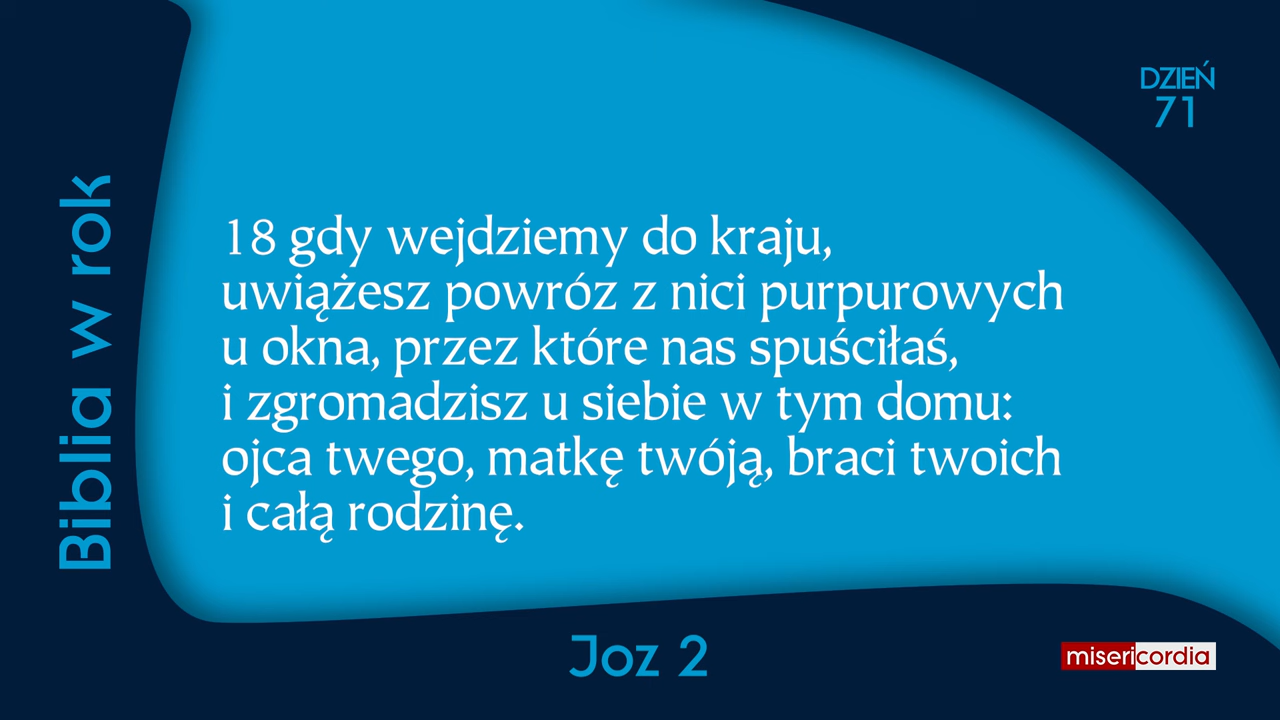 DZIEŃ
71
Biblia w rok
18 gdy wejdziemy do kraju,
uwiążesz powróz z nici purpurowych
u okna, przez które nas spuściłaś,
i zgromadzisz u siebie w tym domu:
ojca twego, matkę twóją, braci twoich
i całą rodzinę.
Joz 2
misericordia